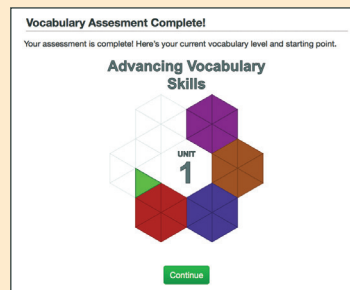 Vocabulary Assesment Complete!
Your assessment is complete! Here's your current vocabulary level and starting point.
Advancing Vocabulary
Skills
UNIT
1
Continue